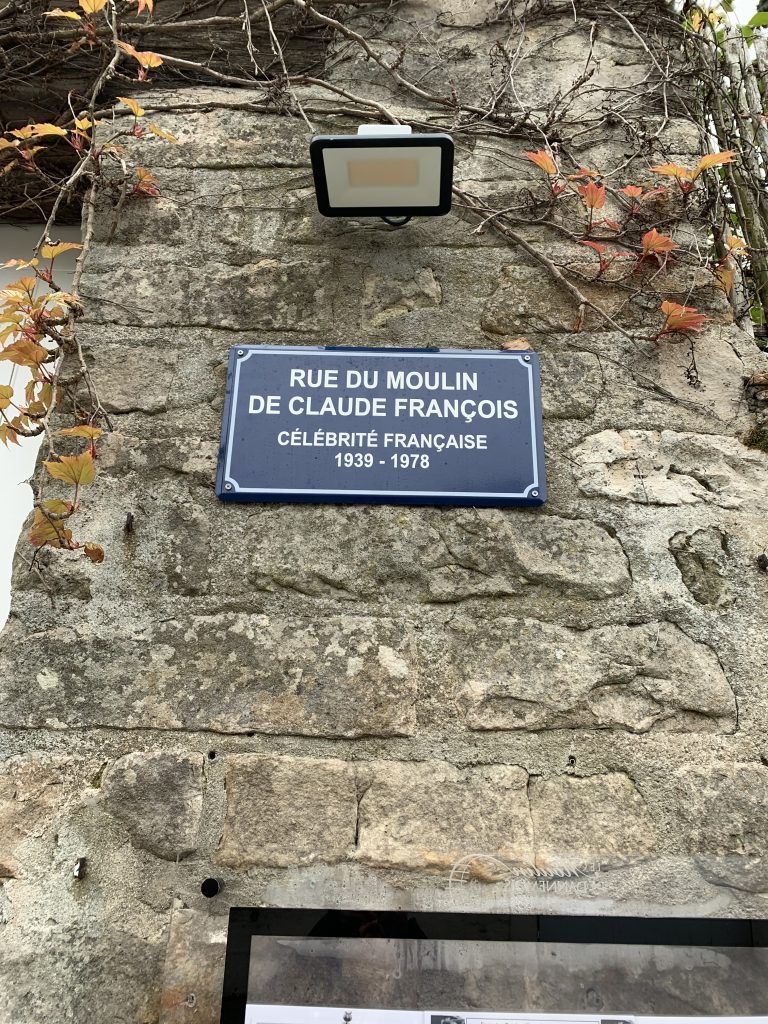 RUE DU MOULIN
DE CLAUDE FRANÇOIS
CÉLÉBRITÉ FRANÇAISE
1939 - 1978